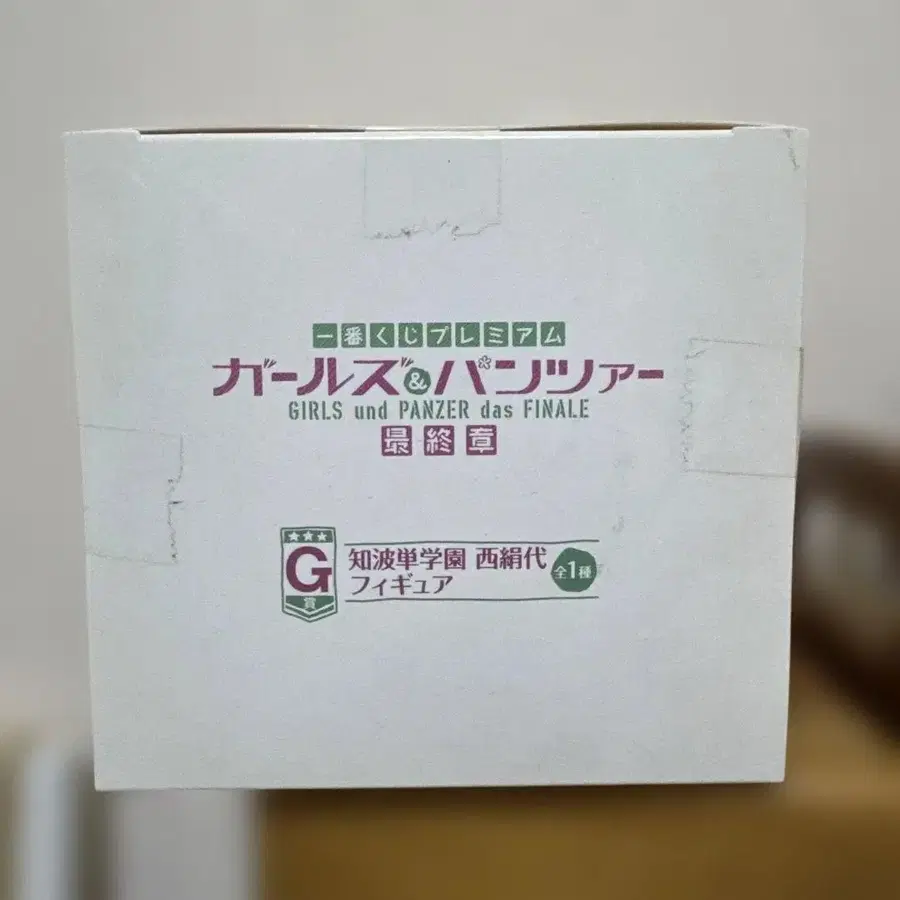 一番くじプレミアム
ガールズ&パンツァー
GIRLS und PANZER das FINALE
最終章
G賞
知波単学園 西絹代
フィギュア
全1種